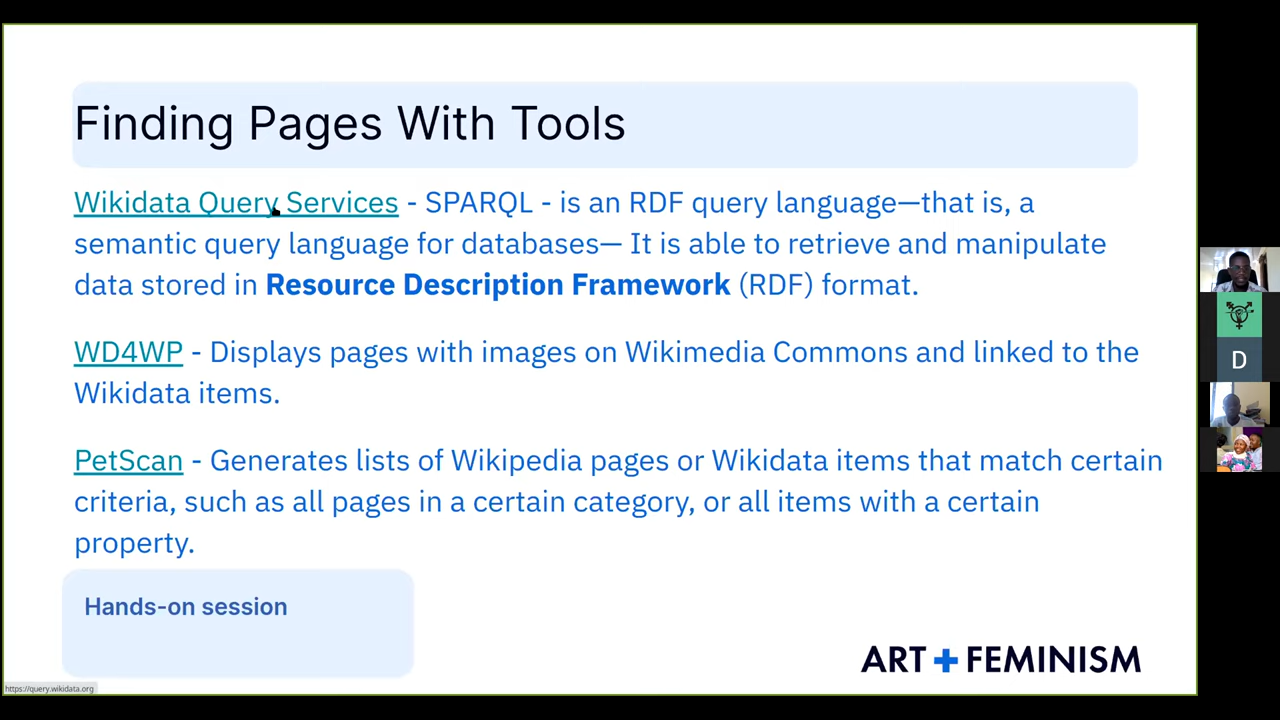 Finding Pages With Tools
Wikidata Query Services - SPARQL - is an RDF query language—that is, a
semantic query language for databases— It is able to retrieve and manipulate
data stored in Resource Description Framework (RDF) format.
WD4WP - Displays pages with images on Wikimedia Commons and linked to the
Wikidata items.
PetScan - Generates lists of Wikipedia pages or Wikidata items that match certain
criteria, such as all pages in a certain category, or all items with a certain
property.
Hands-on session
ART+FEMINISM
https://query.wikidata.org
D